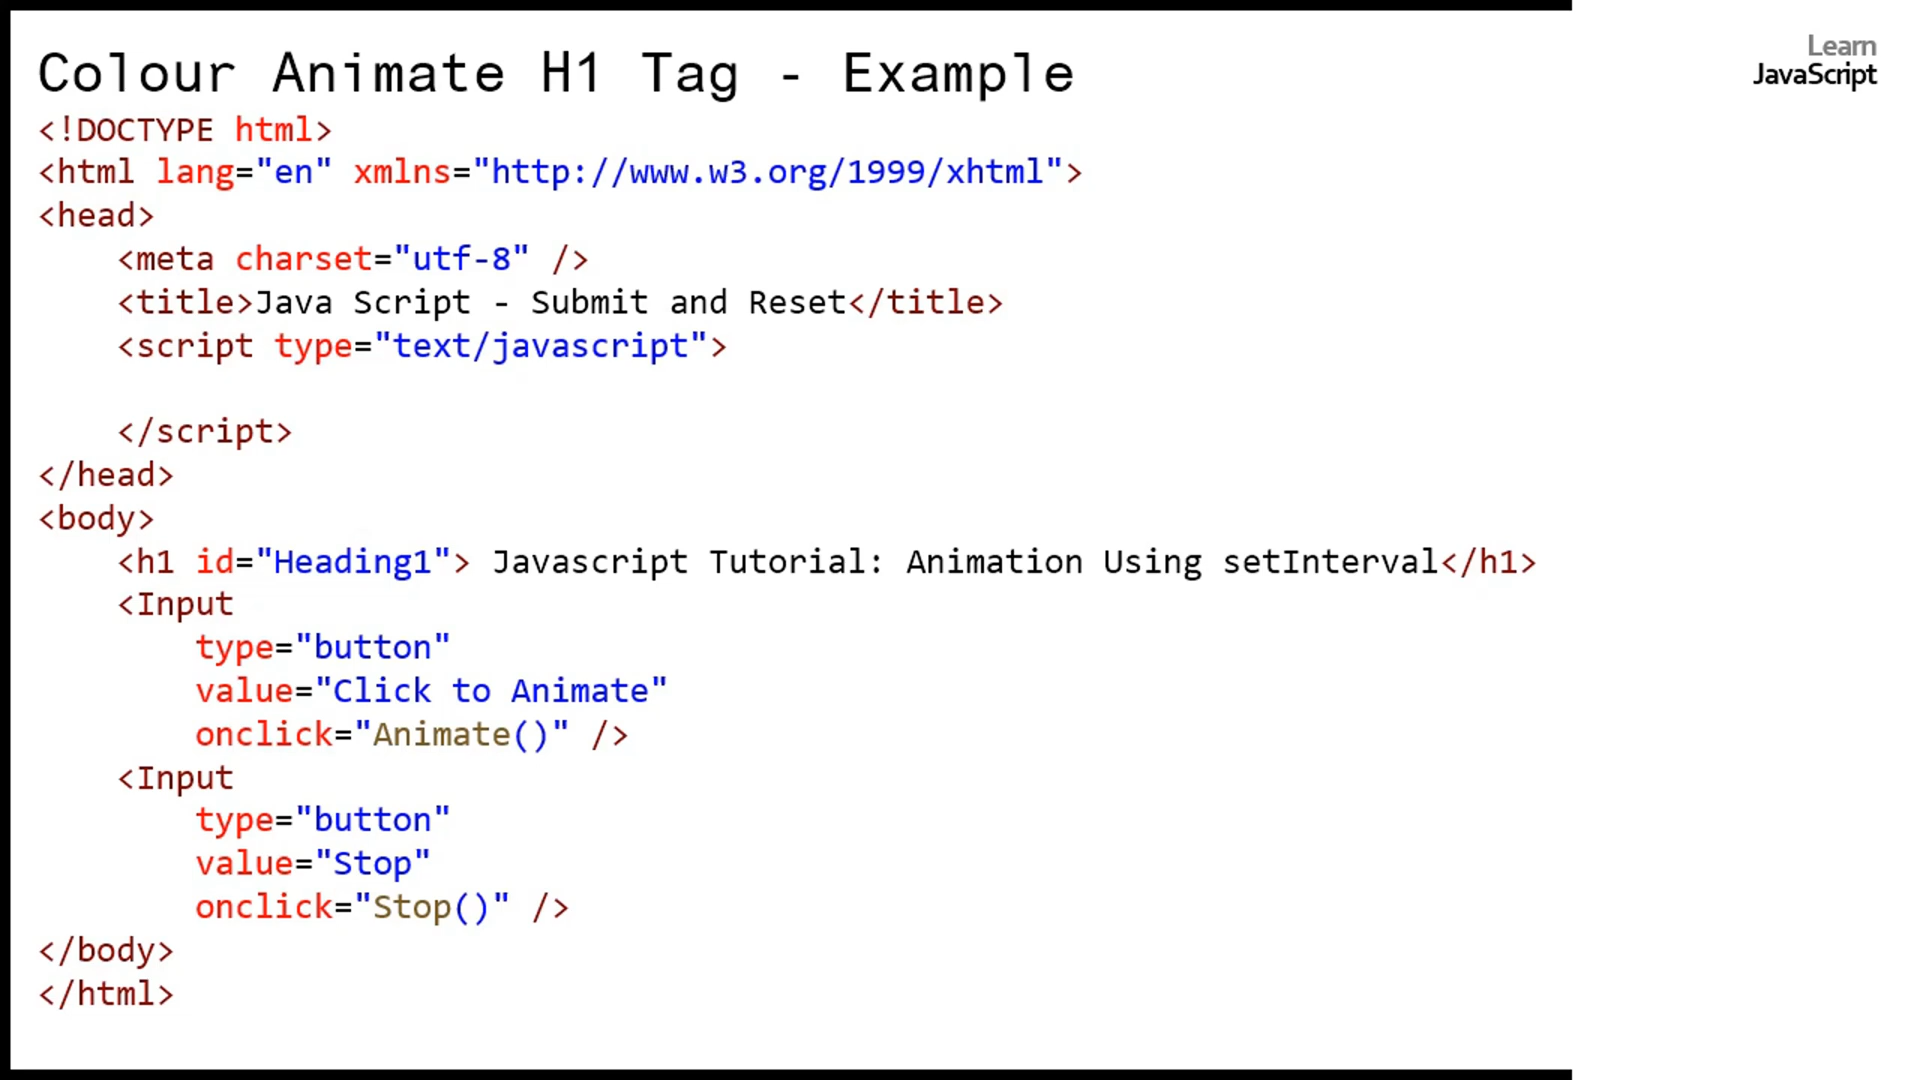 Colour Animate H1 Tag - Example
Learn
JavaScript
<!DOCTYPE html>
<html lang="en" xmlns="http://www.w3.org/1999/xhtml">
<head>
    <meta charset="utf-8" />
    <title>Java Script - Submit and Reset</title>
    <script type="text/javascript">
    </script>
</head>
<body>
    <h1 id="Heading1"> Javascript Tutorial: Animation Using setInterval</h1>
    <Input
        type="button"
        value="Click to Animate"
        onclick="Animate()" />
    <Input
        type="button"
        value="Stop"
        onclick="Stop()" />
</body>
</html>